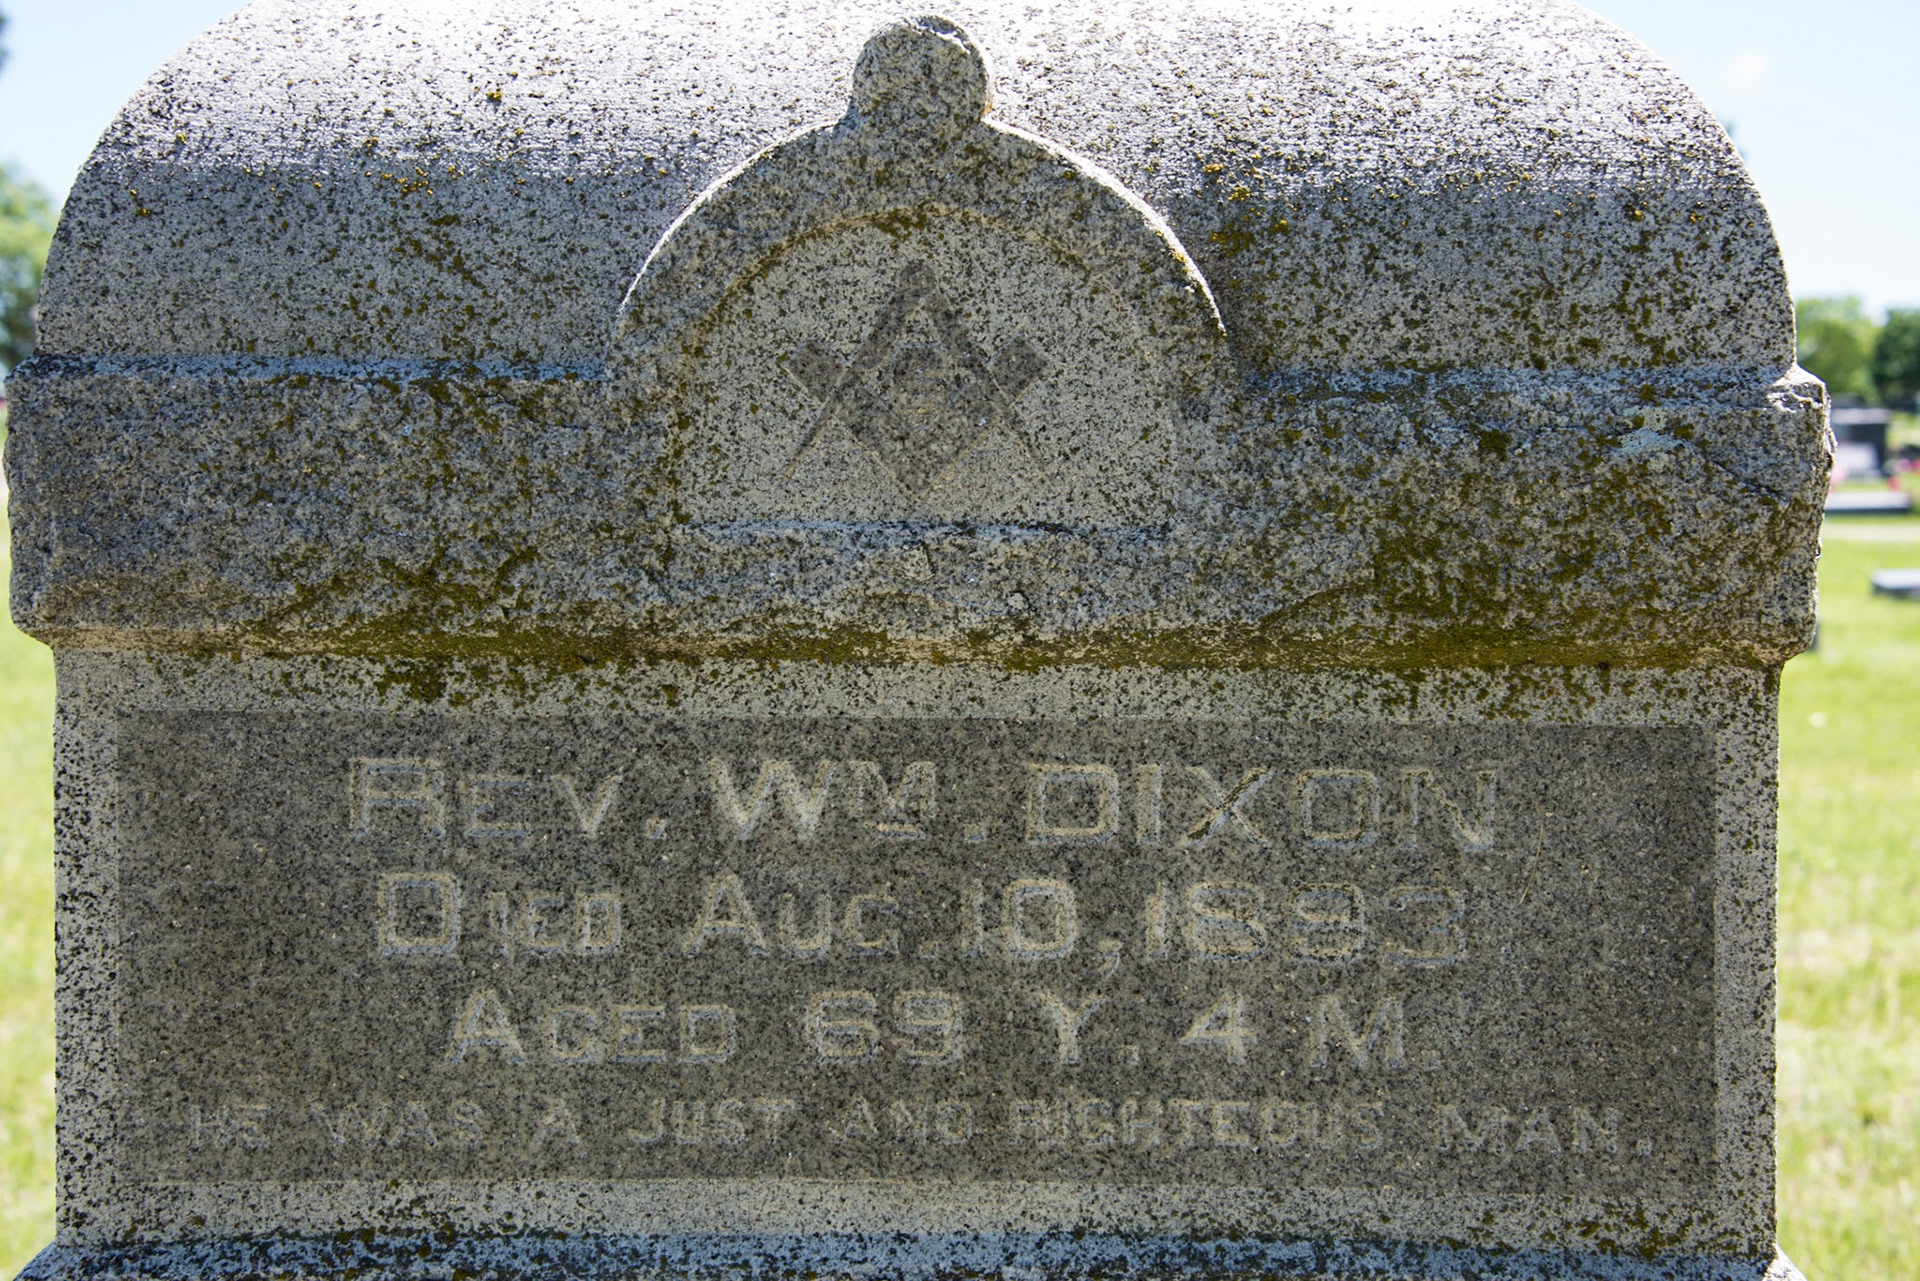 REV. WM. DIXON
DIED AUG. 10, 1893
AGED 69 Y. 4 M.
HE WAS A JUST AND RIGHTEOUS MAN.